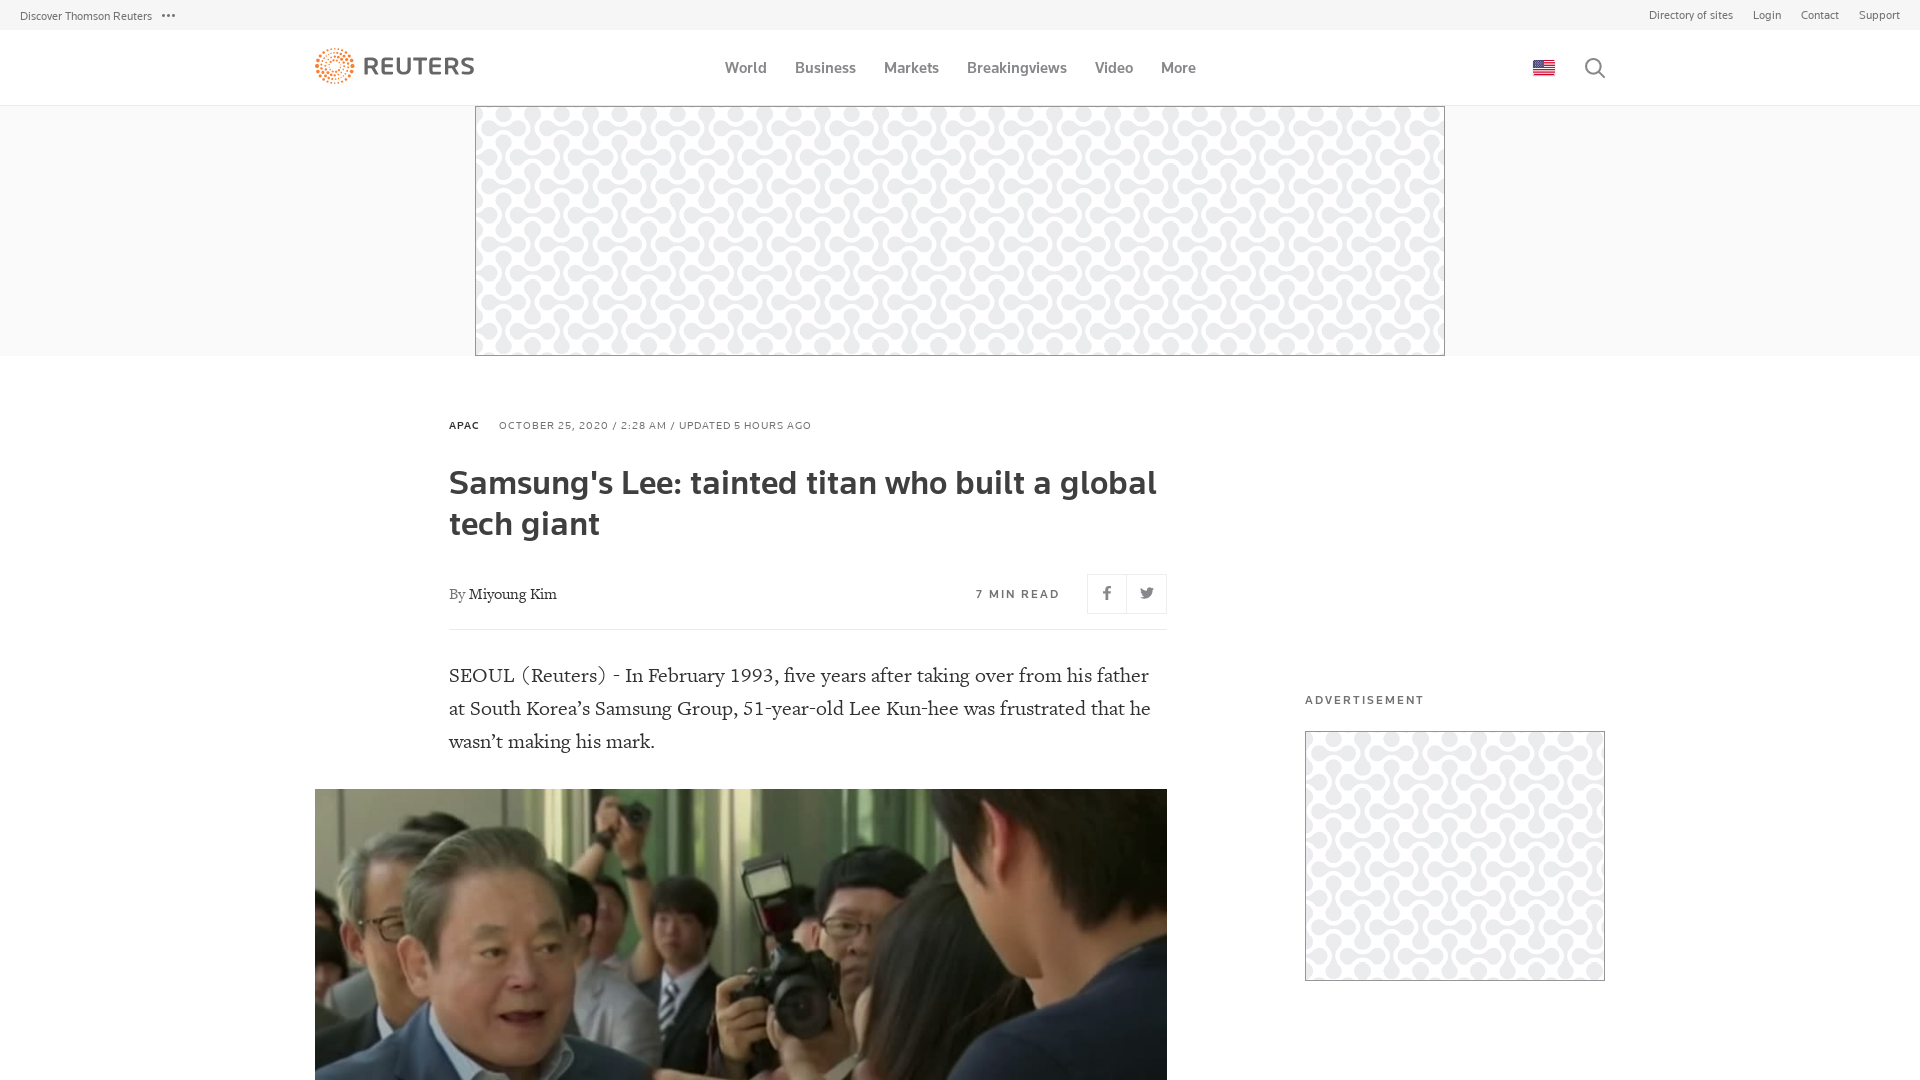 Discover Thomson Reuters
Directory of sites Login Contact Support
REUTERS
World Business Markets Breakingviews Video More
APAC OCTOBER 25, 2020 / 2:28 AM / UPDATED 5 HOURS AGO
Samsung's Lee: tainted titan who built a global
tech giant
By Miyoung Kim
7 MIN READ
SEOUL (Reuters) - In February 1993, five years after taking over from his father
at South Korea’s Samsung Group, 51-year-old Lee Kun-hee was frustrated that he
wasn’t making his mark.
ADVERTISEMENT